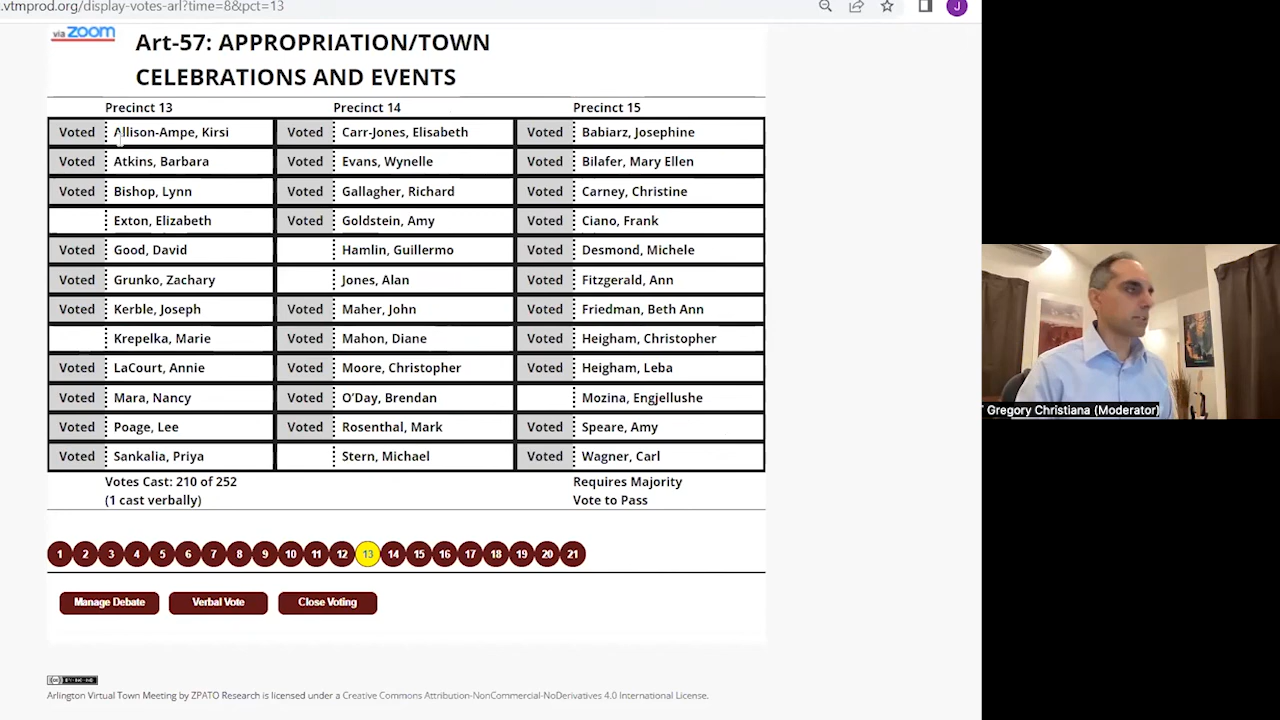 .vtmprod.org/display-votes-arl?time=8&pct=13
J
via zoom
Art-57: APPROPRIATION/TOWN
CELEBRATIONS AND EVENTS
Precinct 13 Precinct 14 Precinct 15
Voted Allison-Ampe, Kirsi Voted Carr-Jones, Elisabeth Voted Babiarz, Josephine
Voted Atkins, Barbara Voted Evans, Wynelle Voted Bilafer, Mary Ellen
Voted Bishop, Lynn Voted Gallagher, Richard Voted Carney, Christine
Exton, Elizabeth Voted Goldstein, Amy Voted Ciano, Frank
Voted Good, David Hamlin, Guillermo Voted Desmond, Michele
Voted Grunko, Zachary Jones, Alan Voted Fitzgerald, Ann
Voted Kerble, Joseph Voted Maher, John Voted Friedman, Beth Ann
Krepelka, Marie Voted Mahon, Diane Voted Heigham, Christopher
Voted LaCourt, Annie Voted Moore, Christopher Voted Heigham, Leba
Voted Mara, Nancy Voted O'Day, Brendan Mozina, Engjellushe
Voted Poage, Lee Voted Rosenthal, Mark Voted Speare, Amy
Voted Sankalia, Priya Stern, Michael Voted Wagner, Carl
Votes Cast: 210 of 252 Requires Majority
(1 cast verbally) Vote to Pass
1 2 3 4 5 6 7 8 9 10 11 12 13 14 15 16 17 18 19 20 21
Manage Debate Verbal Vote Close Voting
Arlington Virtual Town Meeting by ZPATO Research is licensed under a Creative Commons Attribution-NonCommercial-NoDerivatives 4.0 International License.
Gregory Christiana (Moderator)